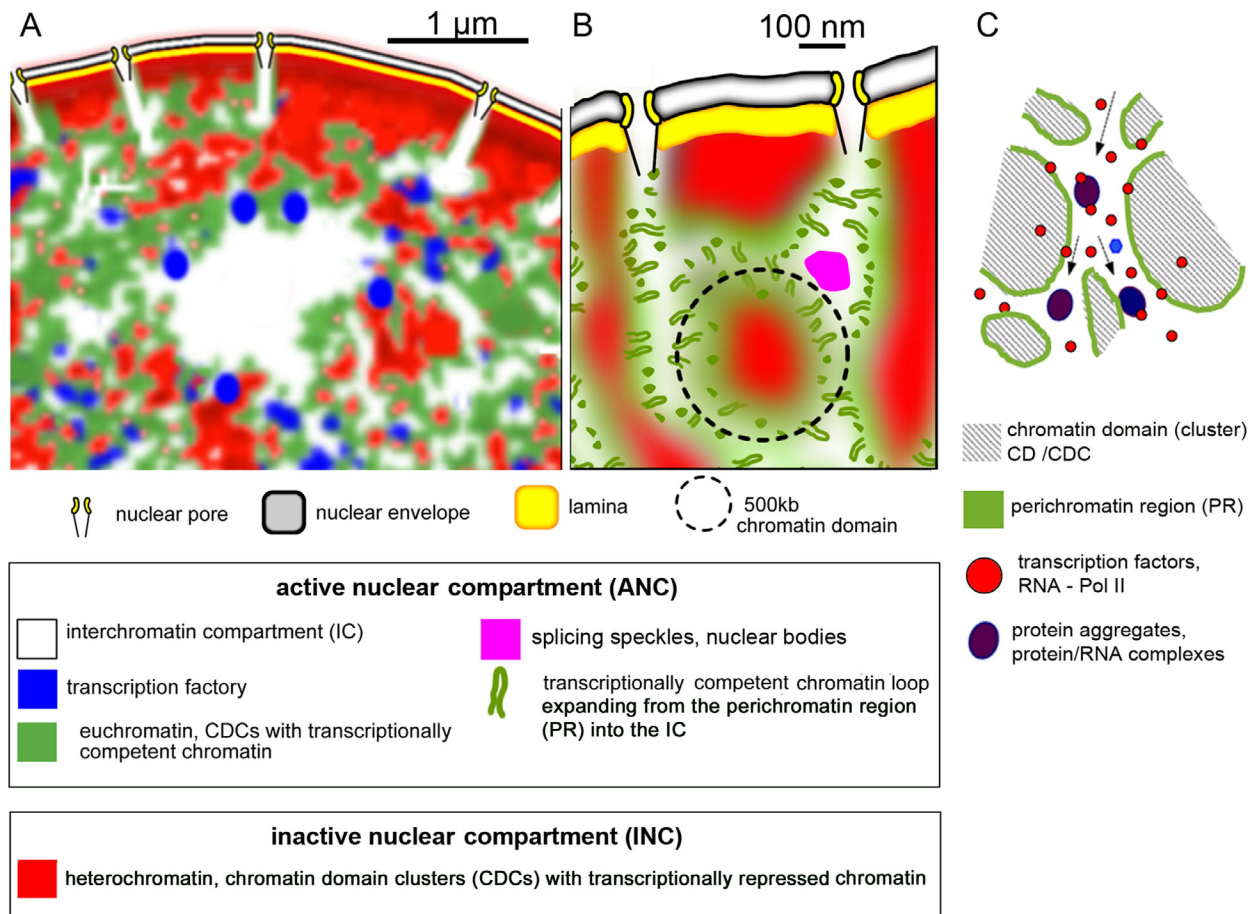 A
1 µm
B
100 nm
C
nuclear pore
nuclear envelope
lamina
500kb
chromatin domain
chromatin domain (cluster)
CD /CDC
perichromatin region (PR)
transcription factors,
RNA - Pol II
protein aggregates,
protein/RNA complexes
active nuclear compartment (ANC)
interchromatin compartment (IC)
transcription factory
euchromatin, CDCs with transcriptionally
competent chromatin
splicing speckles, nuclear bodies
transcriptionally competent chromatin loop
expanding from the perichromatin region
(PR) into the IC
inactive nuclear compartment (INC)
heterochromatin, chromatin domain clusters (CDCs) with transcriptionally repressed chromatin